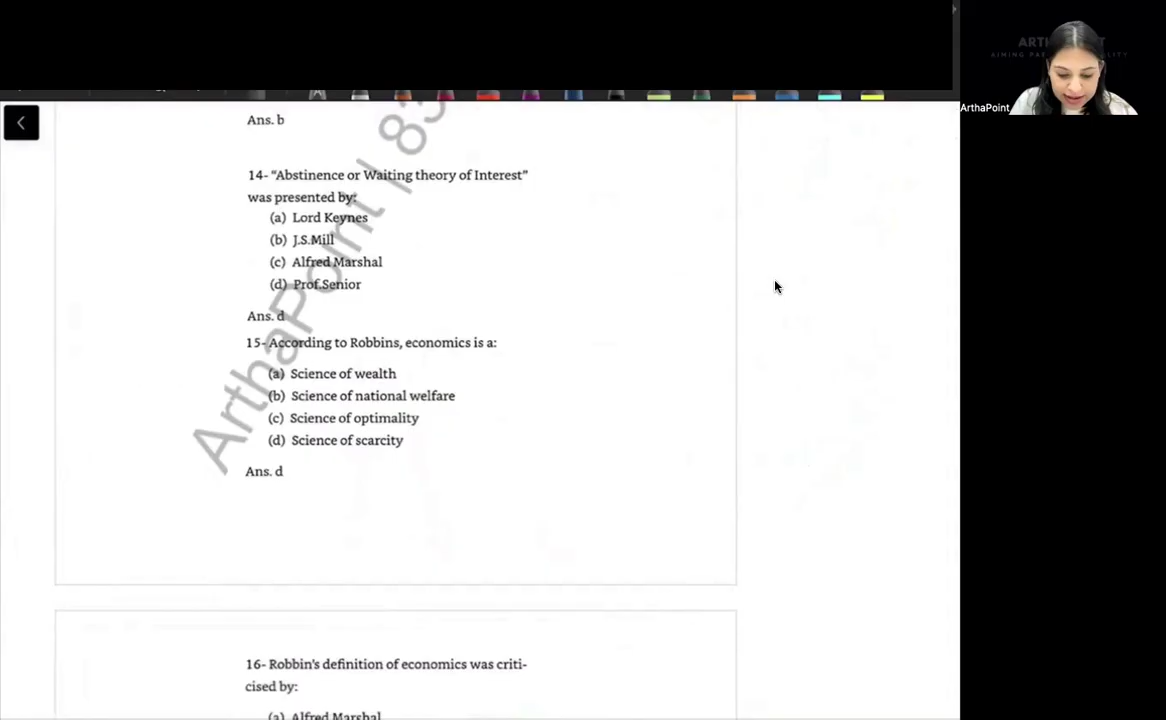 ARTHAPOINT
Ans. b
14- “Abstinence or Waiting theory of Interest”
was presented by:
(a) Lord Keynes
(b) J.S.Mill
(c) Alfred Marshal
(d) Prof.Senior
Ans. d
15- According to Robbins, economics is a:
(a) Science of wealth
(b) Science of national welfare
(c) Science of optimality
(d) Science of scarcity
Ans. d
16- Robbin's definition of economics was criti-
cised by:
(a) Alfred Marshal
ArthaPoint | 83
ArthaPoint